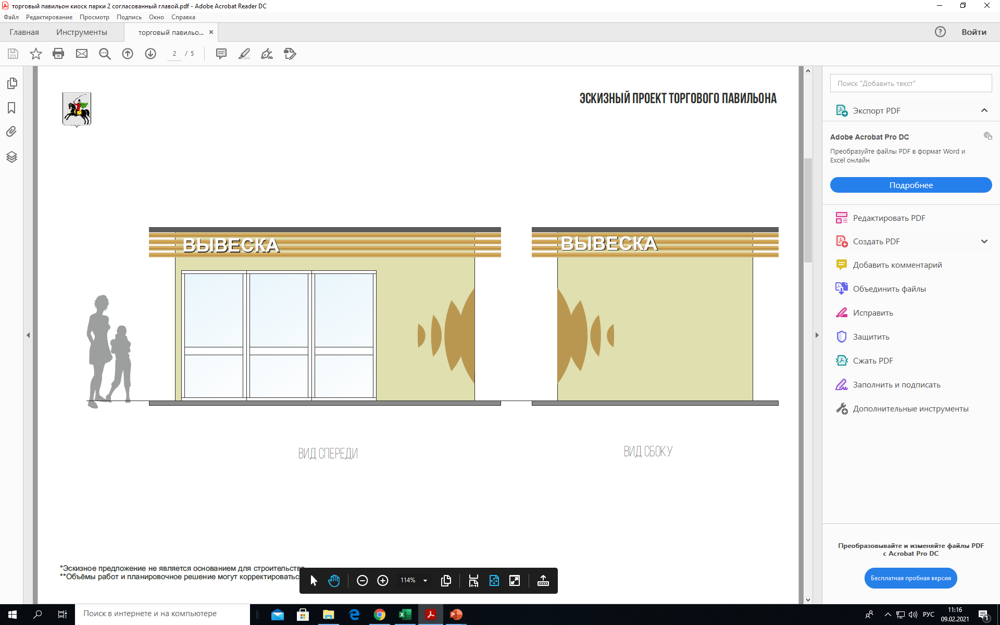 торговый павильон киоск парки 2 согласованный главой.pdf - Adobe Acrobat Reader DC
Файл Редактирование Просмотр Подпись Окно Справка
Главная Инструменты торговый павильо... Войти
2 / 5
ЭСКИЗНЫЙ ПРОЕКТ ТОРГОВОГО ПАВИЛЬОНА
ВЫВЕСКА
ВЫВЕСКА
ВИД СПЕРЕДИ
ВИД СБОКУ
*Эскизное предложение не является основанием для строительства
**Объёмы работ и планировочное решение могут корректироватьс
114%
Поиск "Добавить текст"
Экспорт PDF
Adobe Acrobat Pro DC
Преобразуйте файлы PDF в формат Word и
Excel онлайн
Подробнее
Редактировать PDF
Создать PDF
Добавить комментарий
Объединить файлы
Исправить
Защитить
Сжать PDF
Заполнить и подписать
Дополнительные инструменты
Преобразовывайте и изменяйте файлы PDF
с Acrobat Pro DC
Бесплатная пробная версия
Поиск в интернете и на компьютере
РУС
11:16
09.02.2021
1